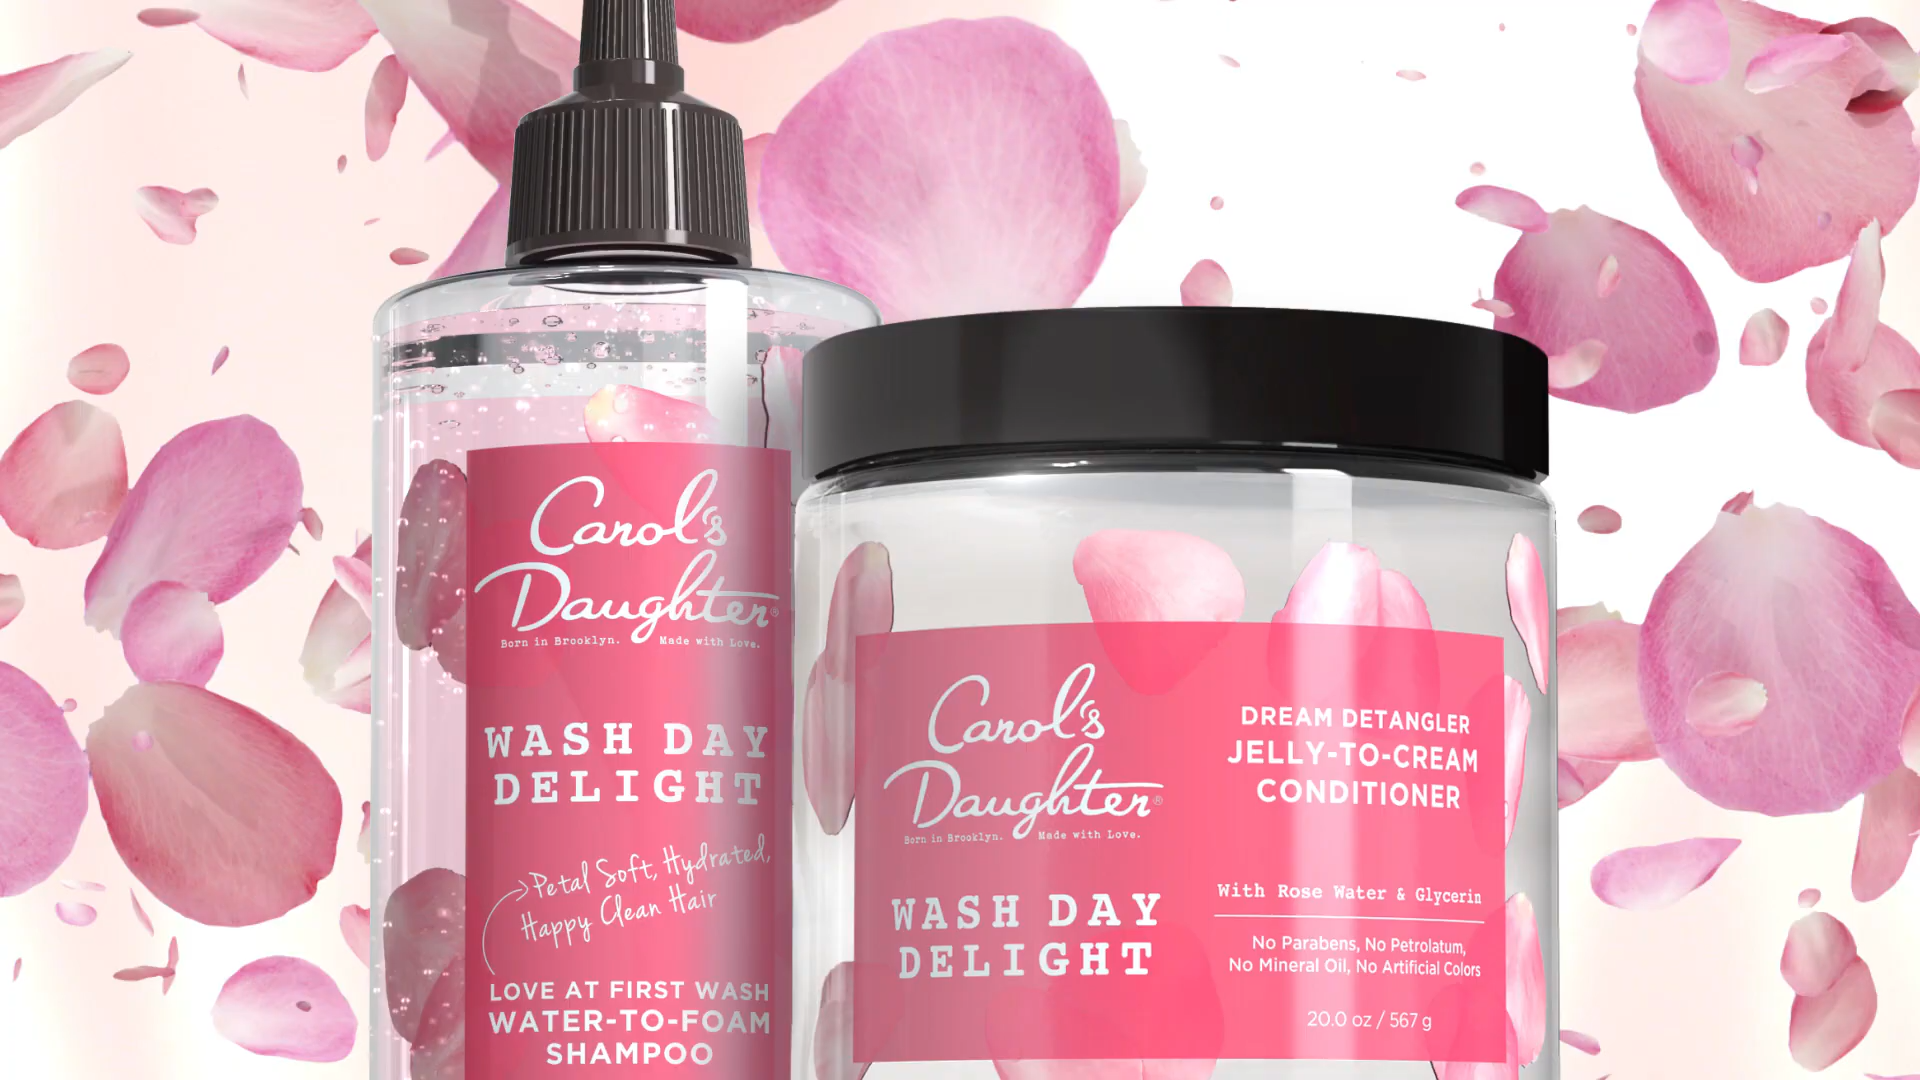 Carol's
Daughter®
Born in Brooklyn. Made with Love.
WASH DAY
DELIGHT
Petal Soft, Hydrated,
Happy Clean Hair
LOVE AT FIRST WASH
WATER-TO-FOAM
SHAMPOO
Carol's
Daughter®
Born in Brooklyn. Made with Love.
WASH DAY
DELIGHT
DREAM DETANGLER
JELLY-TO-CREAM
CONDITIONER
With Rose Water & Glycerin
No Parabens, No Petrolatum,
No Mineral Oil, No Artificial Colors
20.0 oz / 567 g